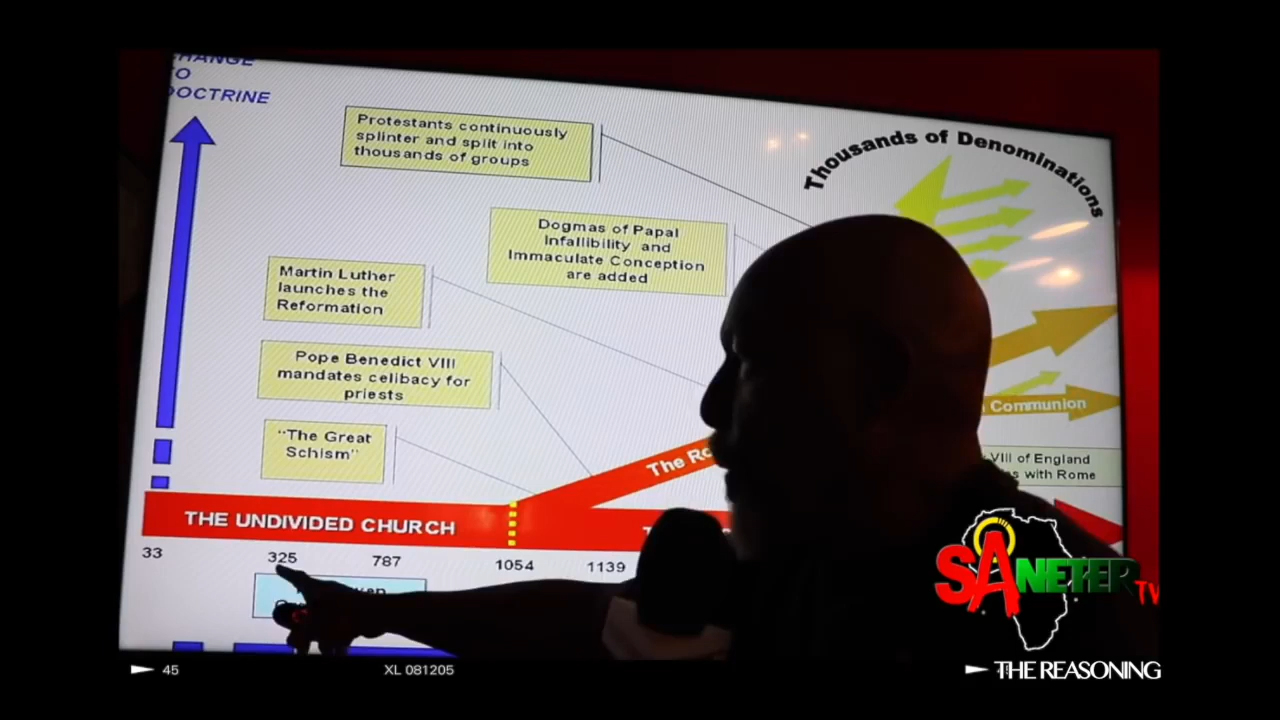 HANGE
TO
DOCTRINE
Protestants continuously
splinter and split into
thousands of groups
Thousands of Denominations
Dogmas of Papal
Infallibility and
Immaculate Conception
are added
Martin Luther
launches the
Reformation
Pope Benedict VIII
mandates celibacy for
priests
"The Great
Schism"
The Ro
Communion
VIII of England
with Rome
THE UNDIVIDED CHURCH
33
325
787
1054
1139
SANETER TV
THE REASONING
45
XL 081205